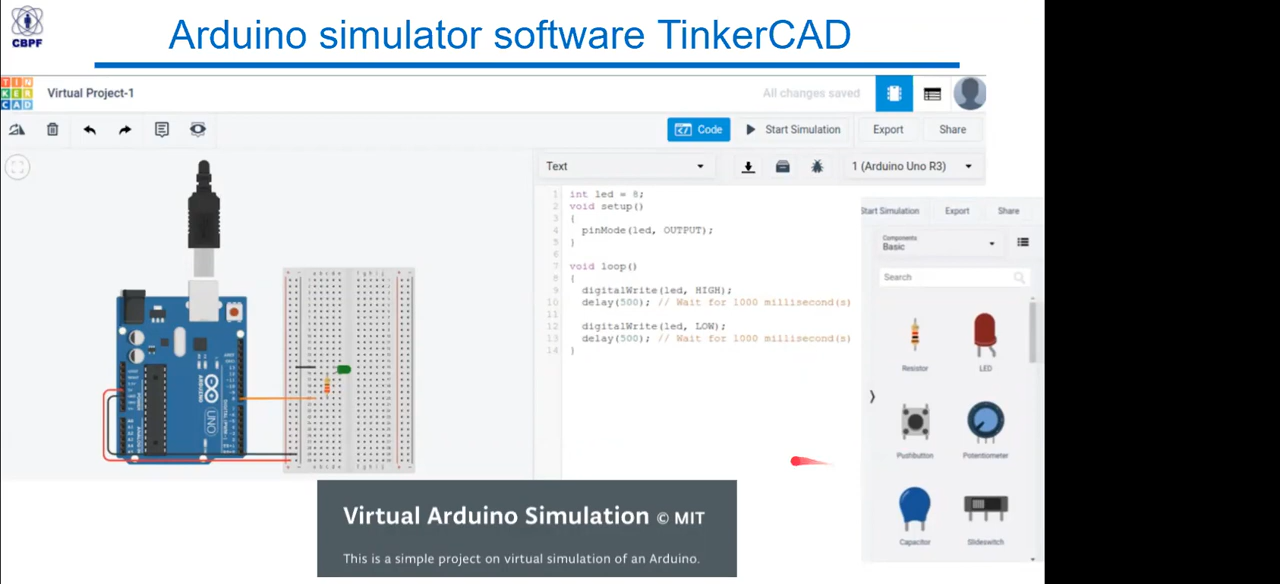 CBPF
Arduino simulator software TinkerCAD
TIN
KER
CAD
Virtual Project-1
All changes saved
Code
Start Simulation
Export
Share
Text
1 (Arduino Uno R3)
1 int led = 8;
2 void setup()
3 {
4 pinMode(led, OUTPUT);
5 }
6
7 void loop()
8 {
9 digitalWrite(led, HIGH);
10 delay(500); // Wait for 1000 millisecond(s)
11
12 digitalWrite(led, LOW);
13 delay(500); // Wait for 1000 millisecond(s)
14 }
Start Simulation
Export
Share
Components
Basic
Search
Resistor
LED
Pushbutton
Potentiometer
Capacitor
Slideswitch
ARDUINO
UNO
Virtual Arduino Simulation © MIT
This is a simple project on virtual simulation of an Arduino.